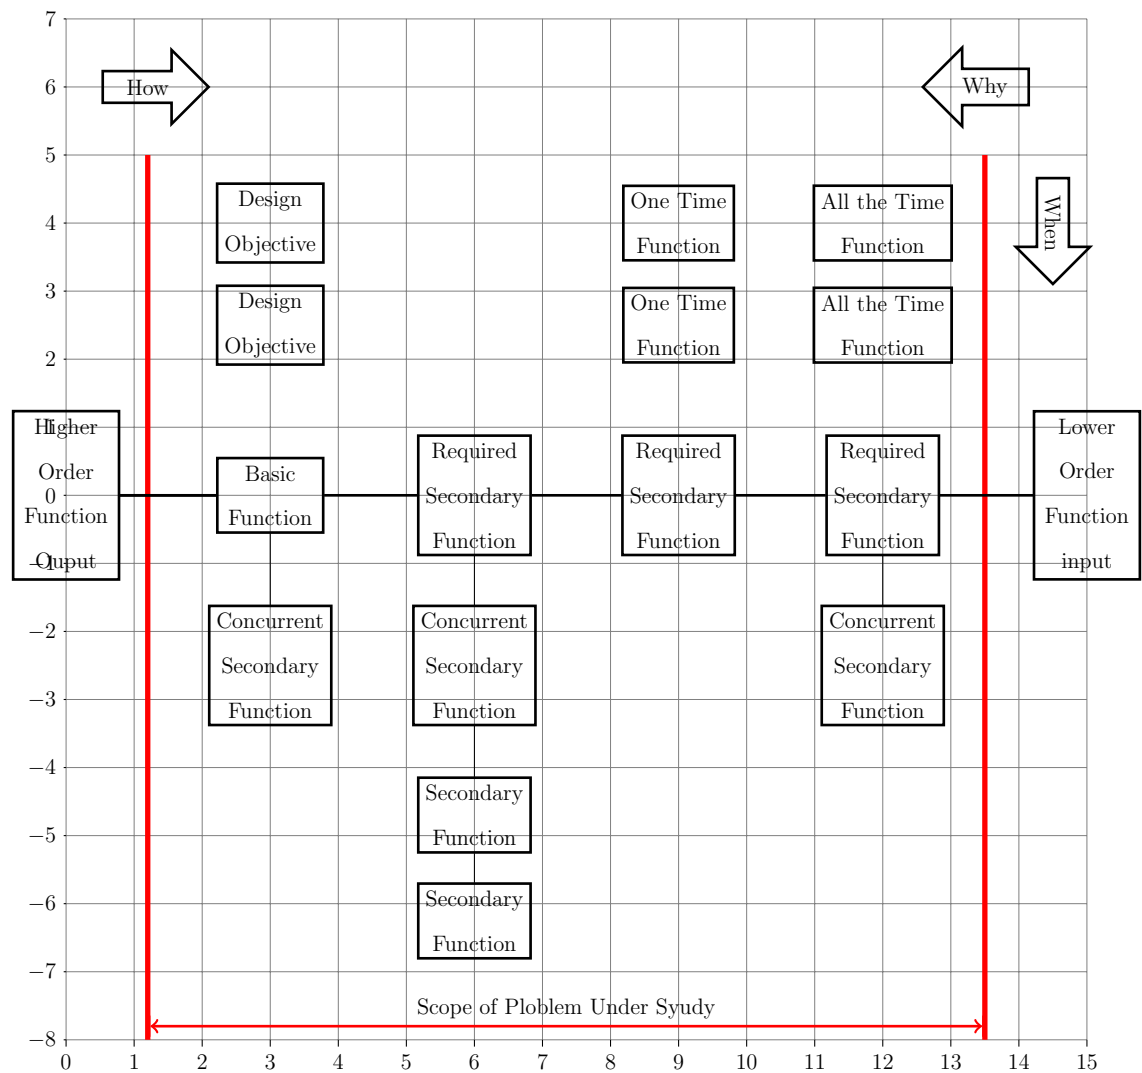 7
6
5
4
3
2
1
0
−1
−2
−3
−4
−5
−6
−7
−8
How
Why
When
Design
Objective
One Time
Function
All the Time
Function
Design
Objective
One Time
Function
All the Time
Function
Higher
Order
Function
Ouput
Basic
Function
Required
Secondary
Function
Required
Secondary
Function
Required
Secondary
Function
Lower
Order
Function
input
Concurrent
Secondary
Function
Concurrent
Secondary
Function
Concurrent
Secondary
Function
Secondary
Function
Secondary
Function
Scope of Ploblem Under Syudy
0 1 2 3 4 5 6 7 8 9 10 11 12 13 14 15